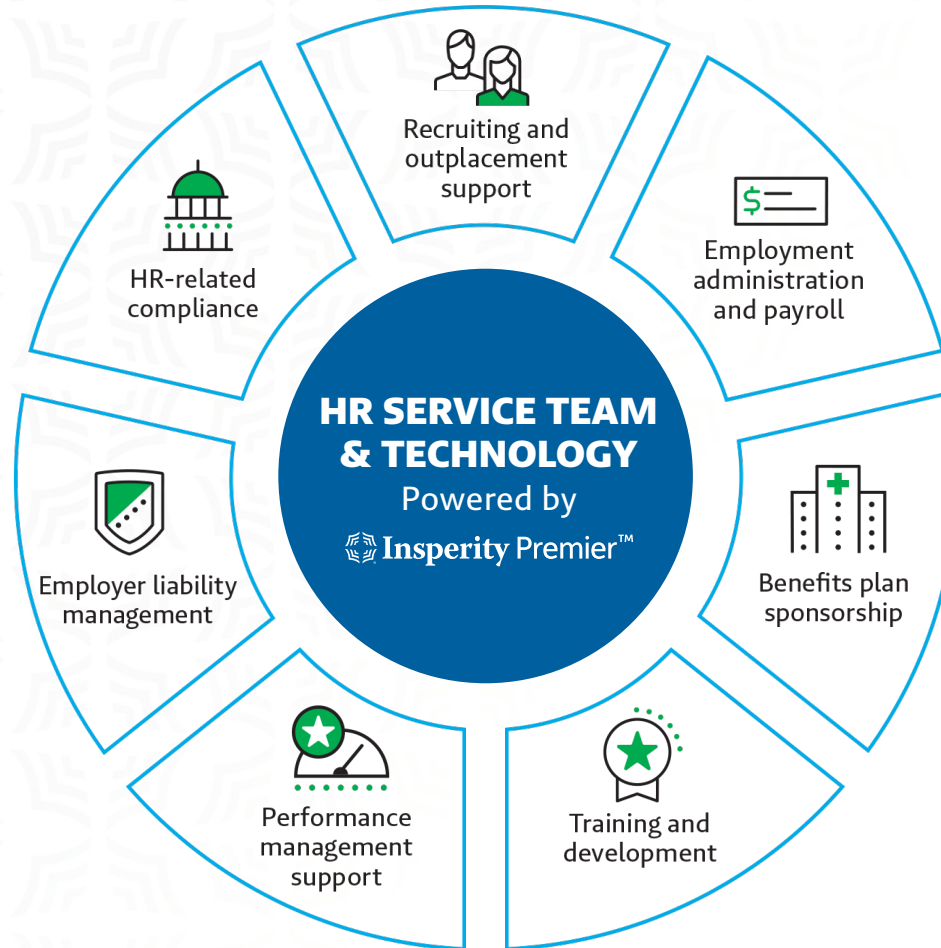 Recruiting and
outplacement
support
Employment
administration
and payroll
Benefits plan
sponsorship
Training and
development
Performance
management
support
Employer liability
management
HR-related
compliance
HR SERVICE TEAM
& TECHNOLOGY
Powered by
Insperity Premier™
$